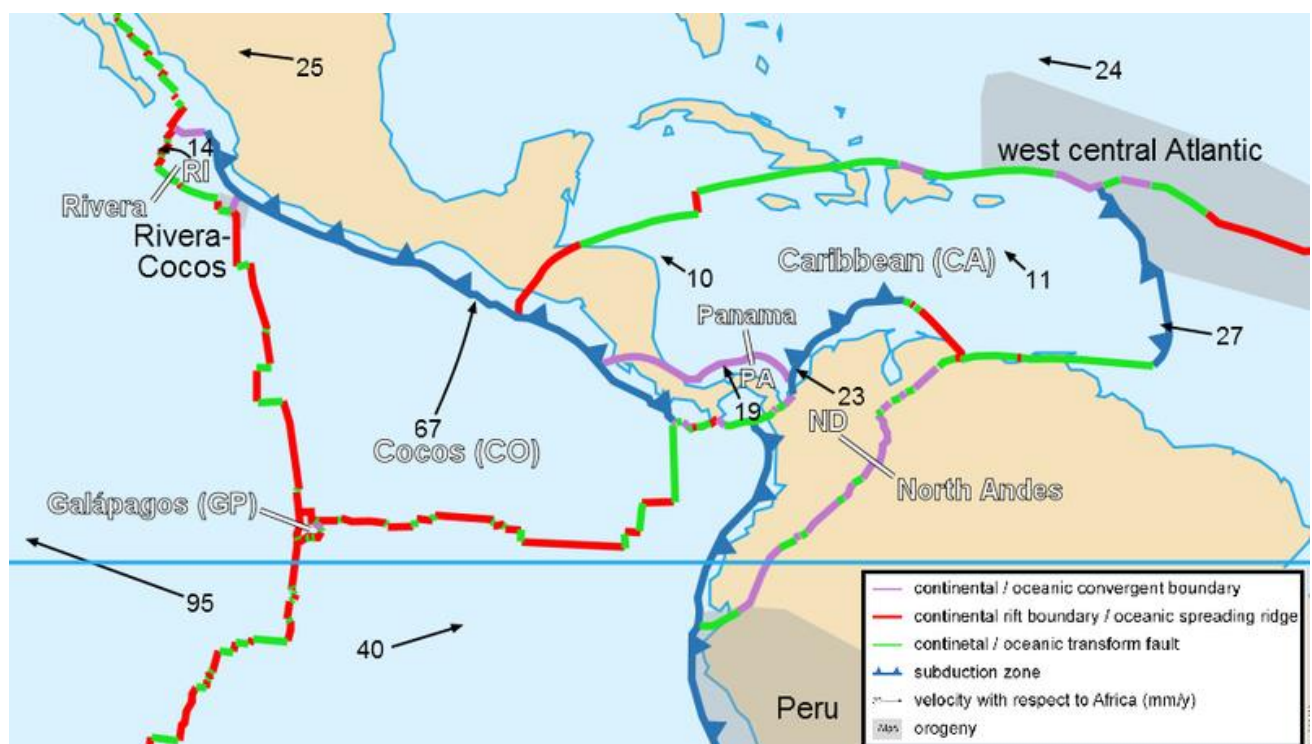 25
24
14
RI
Rivera
Rivera-
Cocos
west central Atlantic
10
Caribbean (CA)
11
Panama
PA
27
19
23
67
Cocos (CO)
ND
North Andes
Galápagos (GP)
95
40
Peru
continental / oceanic convergent boundary
continental rift boundary / oceanic spreading ridge
continetal / oceanic transform fault
subduction zone
velocity with respect to Africa (mm/y)
Alps
orogeny